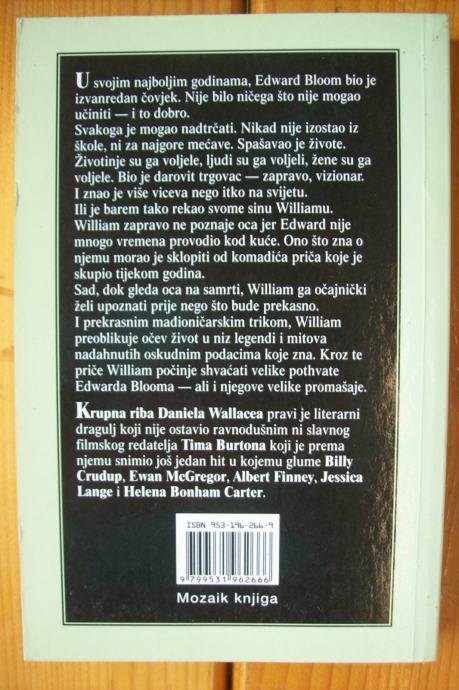 U svojim najboljim godinama, Edward Bloom bio je
izvanredan čovjek. Nije bilo ničega što nije mogao
učiniti — i to dobro.
Svakoga je mogao nadtrčati. Nikad nije izostao iz
škole, ni za najgore mećave. Spašavao je živote.
Životinje su ga voljele, ljudi su ga voljeli, žene su ga
voljele. Bio je darovit trgovac — zapravo, vizionar.
I znao je više viceva nego itko na svijetu.
Ili je barem tako rekao svome sinu Williamu.
William zapravo ne poznaje oca jer Edward nije
mnogo vremena provodio kod kuće. Ono što zna o
njemu morao je sklopiti od komadića priča koje je
skupio tijekom godina.
Sad, dok gleda oca na samrti, William ga očajnički
želi upoznati prije nego što bude prekasno.
I prekrasnim mađioničarskim trikom, William
preoblikuje očev život u niz legendi i mitova
nadahnutih oskudnim podacima koje zna. Kroz te
priče William počinje shvaćati velike pothvate
Edwarda Blooma — ali i njegove velike promašaje.
Krupna riba Daniela Wallacea pravi je literarni
dragulj koji nije ostavio ravnodušnim ni slavnog
filmskog redatelja Tima Burtona koji je prema
njemu snimio još jedan hit u kojemu glume Billy
Crudup, Ewan McGregor, Albert Finney, Jessica
Lange i Helena Bonham Carter.
ISBN 953-196-266-9
9 799531 962666
Mozaik knjiga